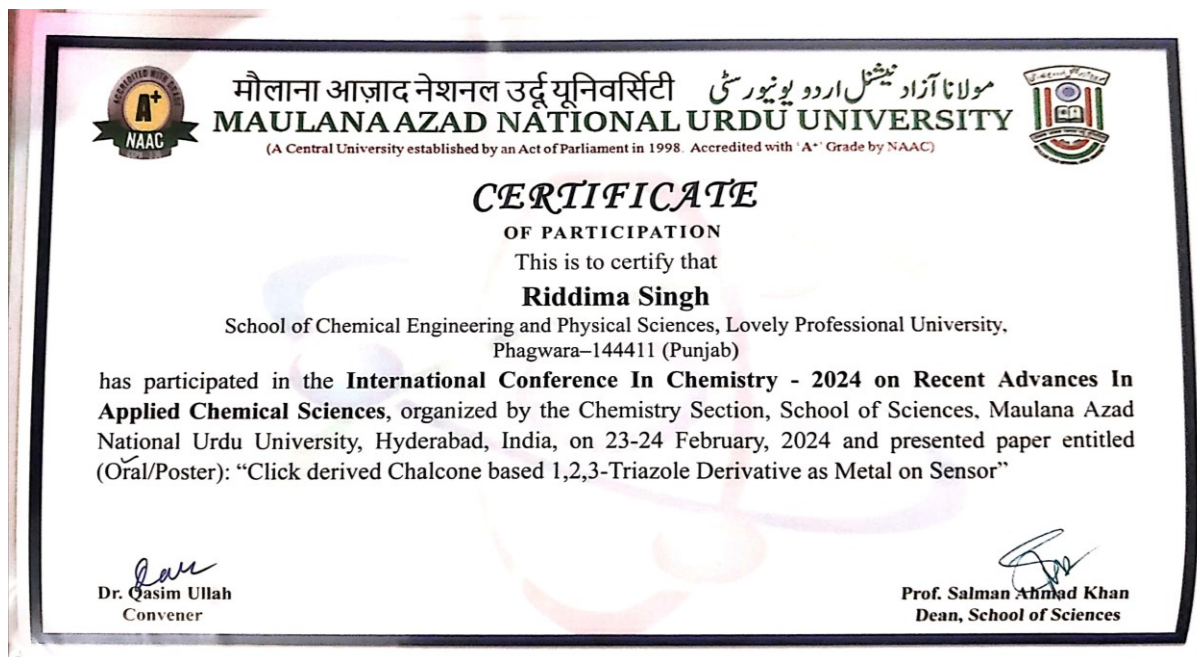 ACCREDITED WITH GRADE
A+
NAAC
मौलाना आज़ाद नेशनल उर्दू यूनिवर्सिटी مولانا آزاد نیشنل اردو یونیورسٹی
MAULANA AZAD NATIONAL URDU UNIVERSITY
(A Central University established by an Act of Parliament in 1998. Accredited with 'A+' Grade by NAAC)
CERTIFICATE
OF PARTICIPATION
This is to certify that
Riddima Singh
School of Chemical Engineering and Physical Sciences, Lovely Professional University,
Phagwara–144411 (Punjab)
has participated in the International Conference In Chemistry - 2024 on Recent Advances In
Applied Chemical Sciences, organized by the Chemistry Section, School of Sciences, Maulana Azad
National Urdu University, Hyderabad, India, on 23-24 February, 2024 and presented paper entitled
(Oral/Poster): “Click derived Chalcone based 1,2,3-Triazole Derivative as Metal on Sensor”
Dr. Qasim Ullah
Convener
Prof. Salman Ahmad Khan
Dean, School of Sciences